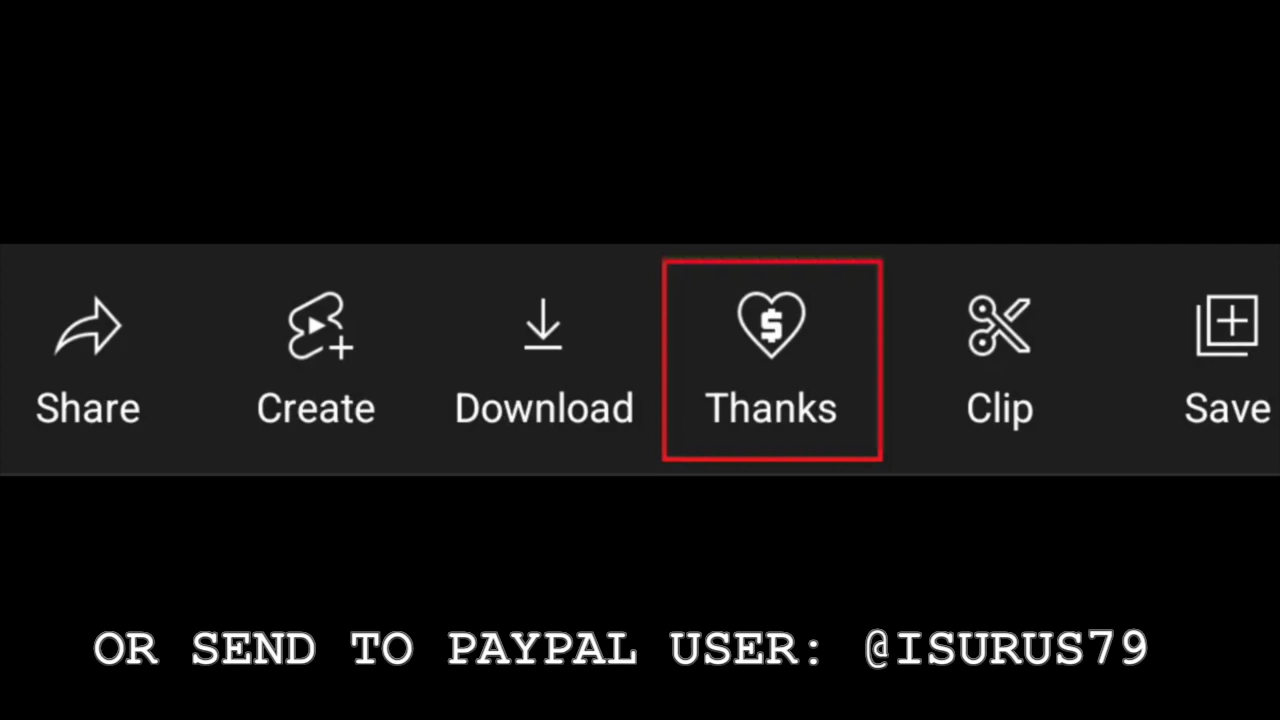 Share Create Download Thanks Clip Save
OR SEND TO PAYPAL USER: @ISURUS79